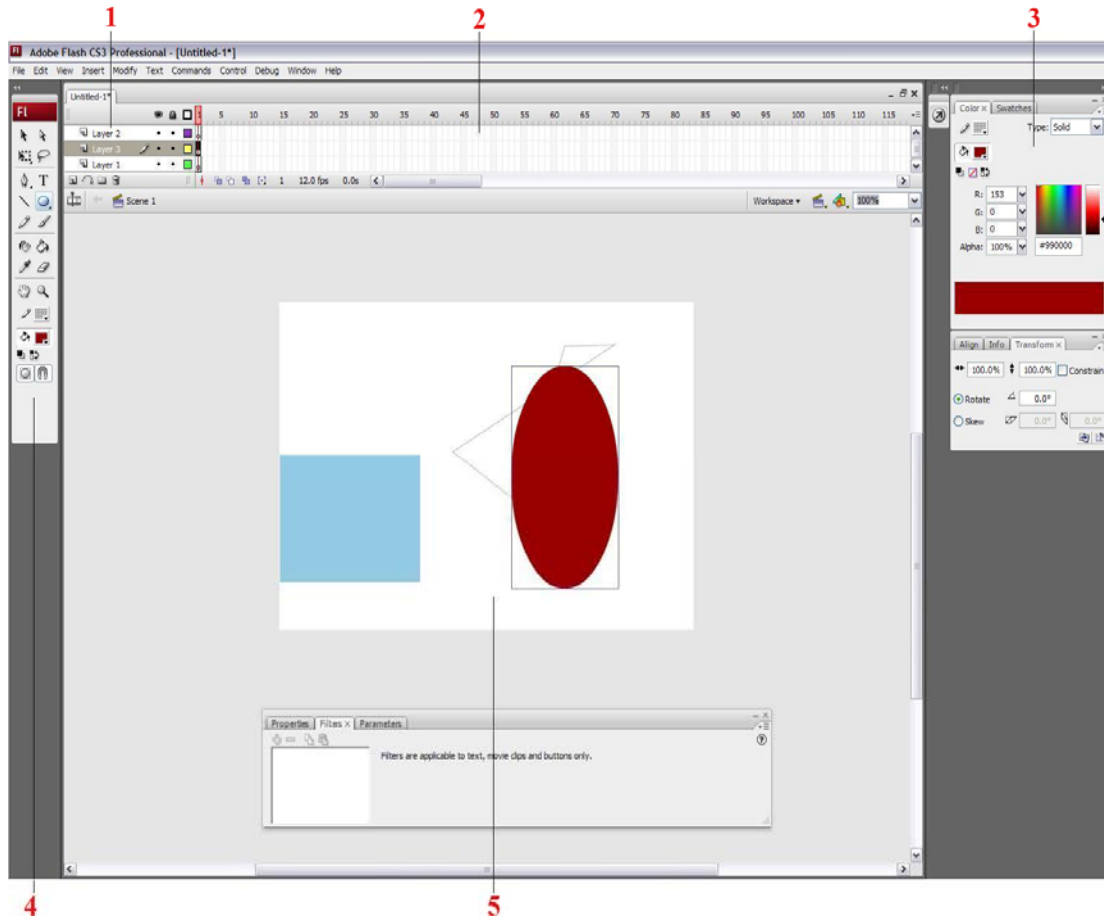 1 2 3
Adobe Flash CS3 Professional - [Untitled-1*]
File Edit View Insert Modify Text Commands Control Debug Window Help
Untitled-1*
Fl
1 5 10 15 20 25 30 35 40 45 50 55 60 65 70 75 80 85 90 95 100 105 110 115
Layer 2
Layer 3
Layer 1
1 12.0 fps 0.0s
Scene 1
Workspace 100%
T
Color Swatches
Type: Solid
R: 153
G: 0
B: 0
Alpha: 100% #990000
Align Info Transform
100.0% 100.0% Constrain
Rotate 0.0°
Skew 0.0° 0.0°
Properties Filters Parameters
Filters are applicable to text, movie clips and buttons only.
4 5